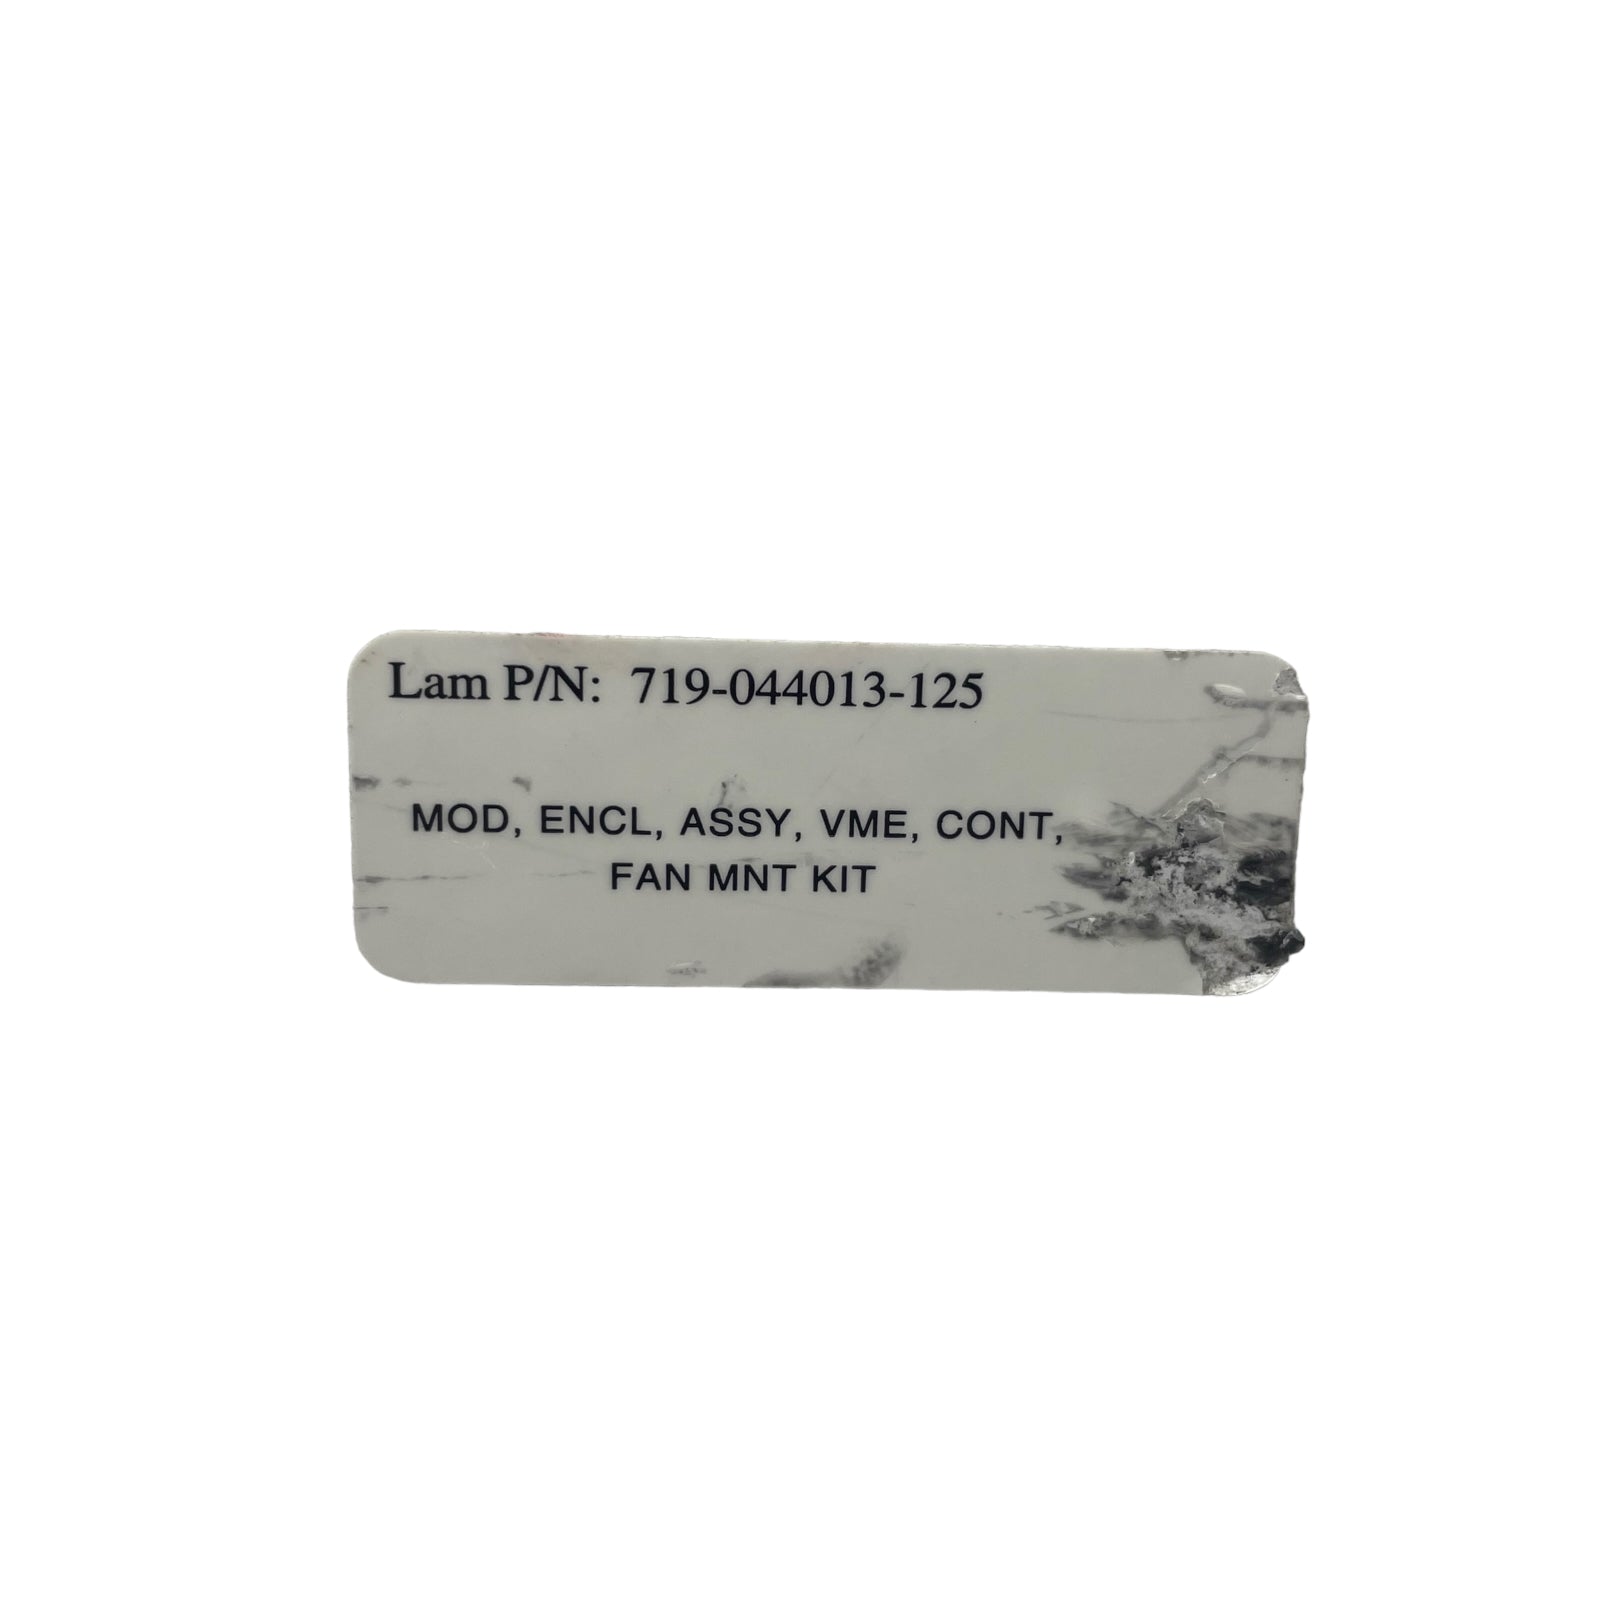 Lam P/N: 719-044013-125
MOD, ENCL, ASSY, VME, CONT,
FAN MNT KIT